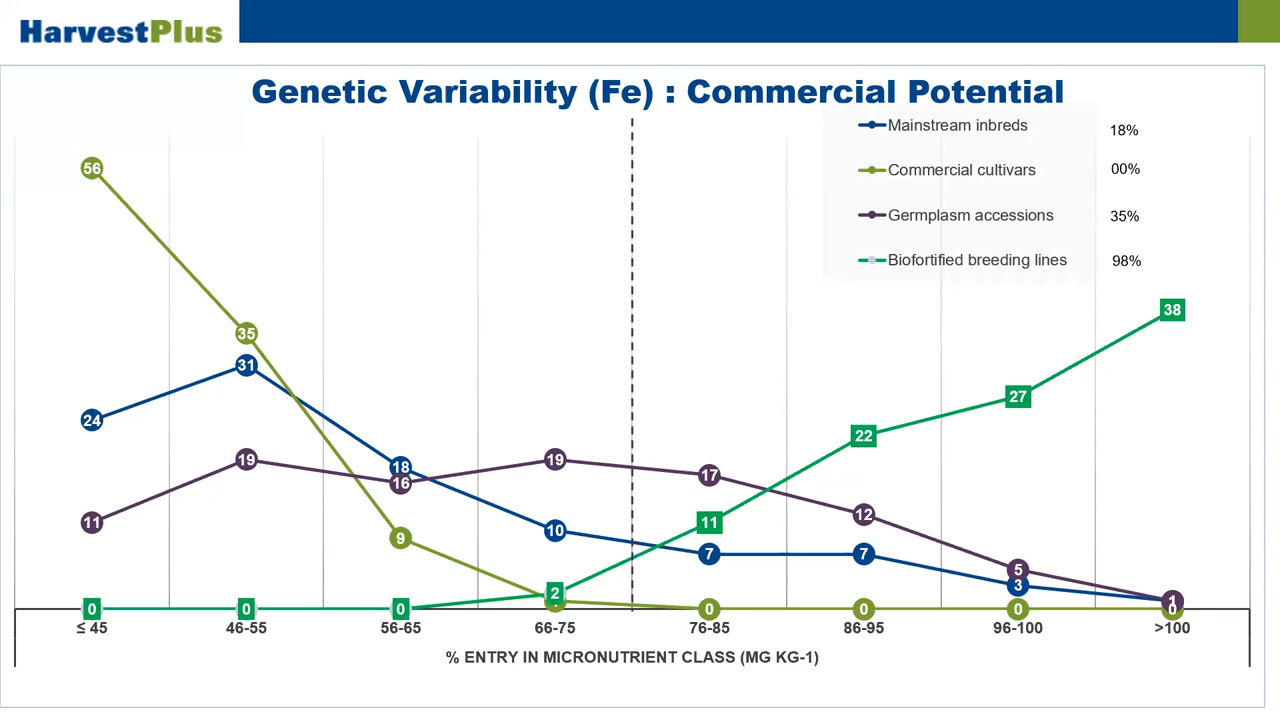 HarvestPlus
Genetic Variability (Fe) : Commercial Potential
Mainstream inbreds 18%
Commercial cultivars 00%
Germplasm accessions 35%
Biofortified breeding lines 98%
56
38
35
31
27
24
22
19 19
18
17
16
12
11 11
10
9
7 7
5
3
2
1
0 0 0 0 0 0 0
≤ 45 46-55 56-65 66-75 76-85 86-95 96-100 >100
% ENTRY IN MICRONUTRIENT CLASS (MG KG-1)